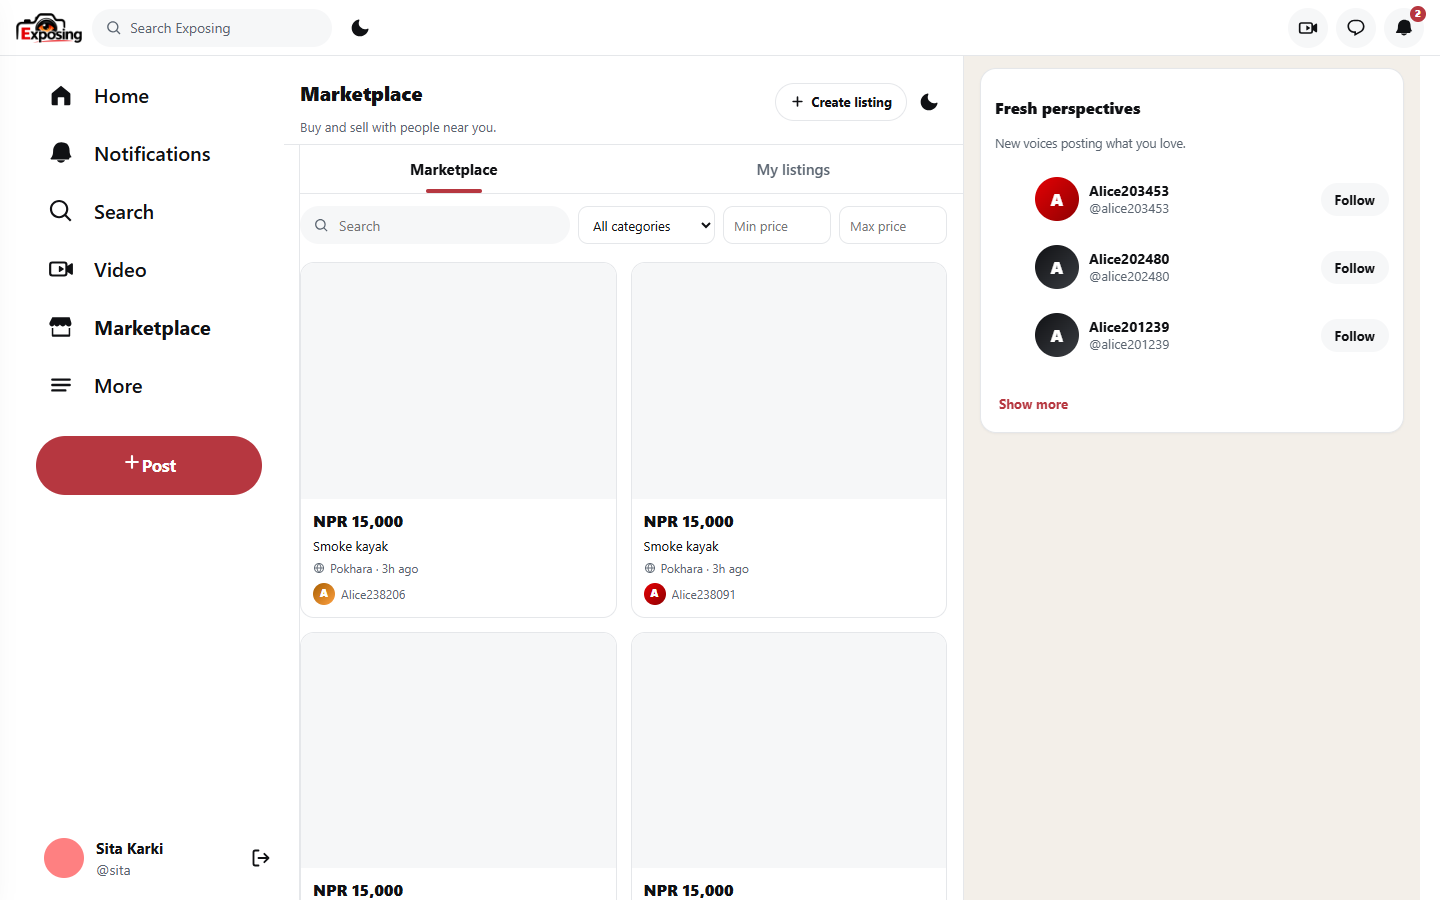 Exposing
Search Exposing
2
Home
Notifications
Search
Video
Marketplace
More
+ Post
Sita Karki
@sita
Marketplace
Buy and sell with people near you.
+ Create listing
Marketplace
My listings
Search
All categories
Min price
Max price
NPR 15,000
Smoke kayak
Pokhara · 3h ago
A Alice238206
NPR 15,000
Smoke kayak
Pokhara · 3h ago
A Alice238091
NPR 15,000
NPR 15,000
Fresh perspectives
New voices posting what you love.
A
Alice203453
@alice203453
Follow
A
Alice202480
@alice202480
Follow
A
Alice201239
@alice201239
Follow
Show more